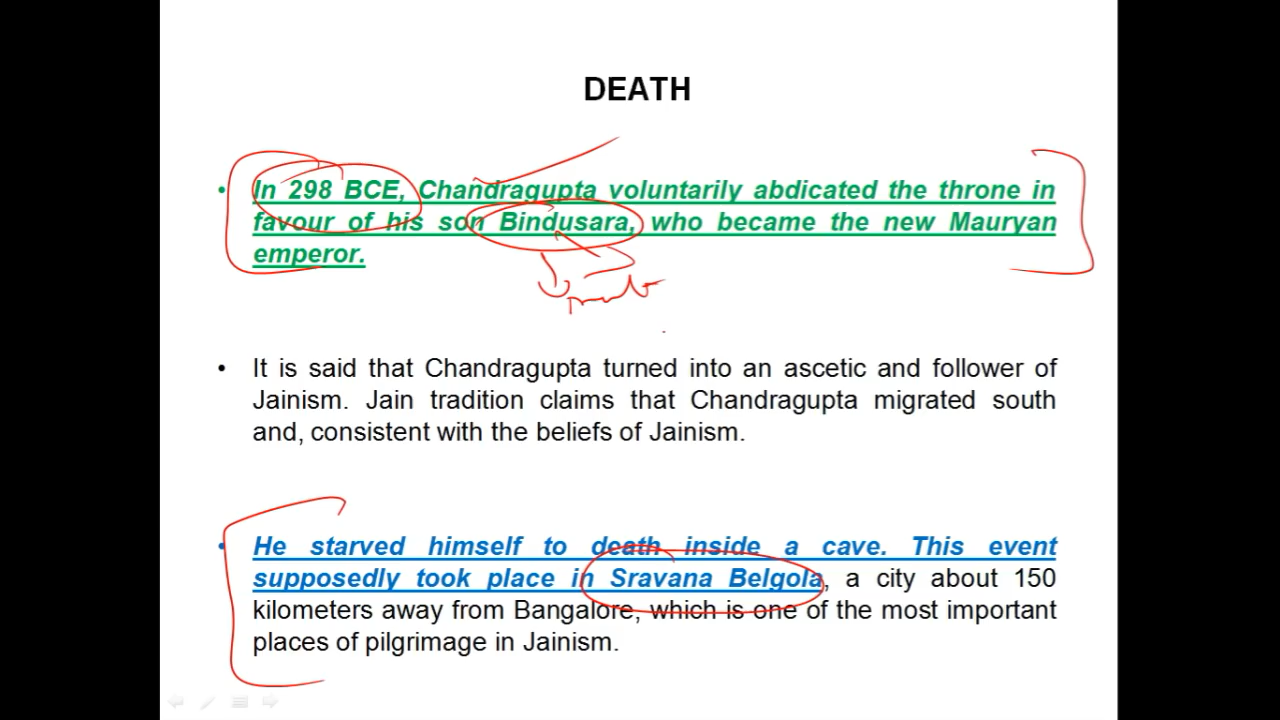 DEATH
• In 298 BCE, Chandragupta voluntarily abdicated the throne in
favour of his son Bindusara, who became the new Mauryan
emperor.
• It is said that Chandragupta turned into an ascetic and follower of
Jainism. Jain tradition claims that Chandragupta migrated south
and, consistent with the beliefs of Jainism.
• He starved himself to death inside a cave. This event
supposedly took place in Sravana Belgola, a city about 150
kilometers away from Bangalore, which is one of the most important
places of pilgrimage in Jainism.